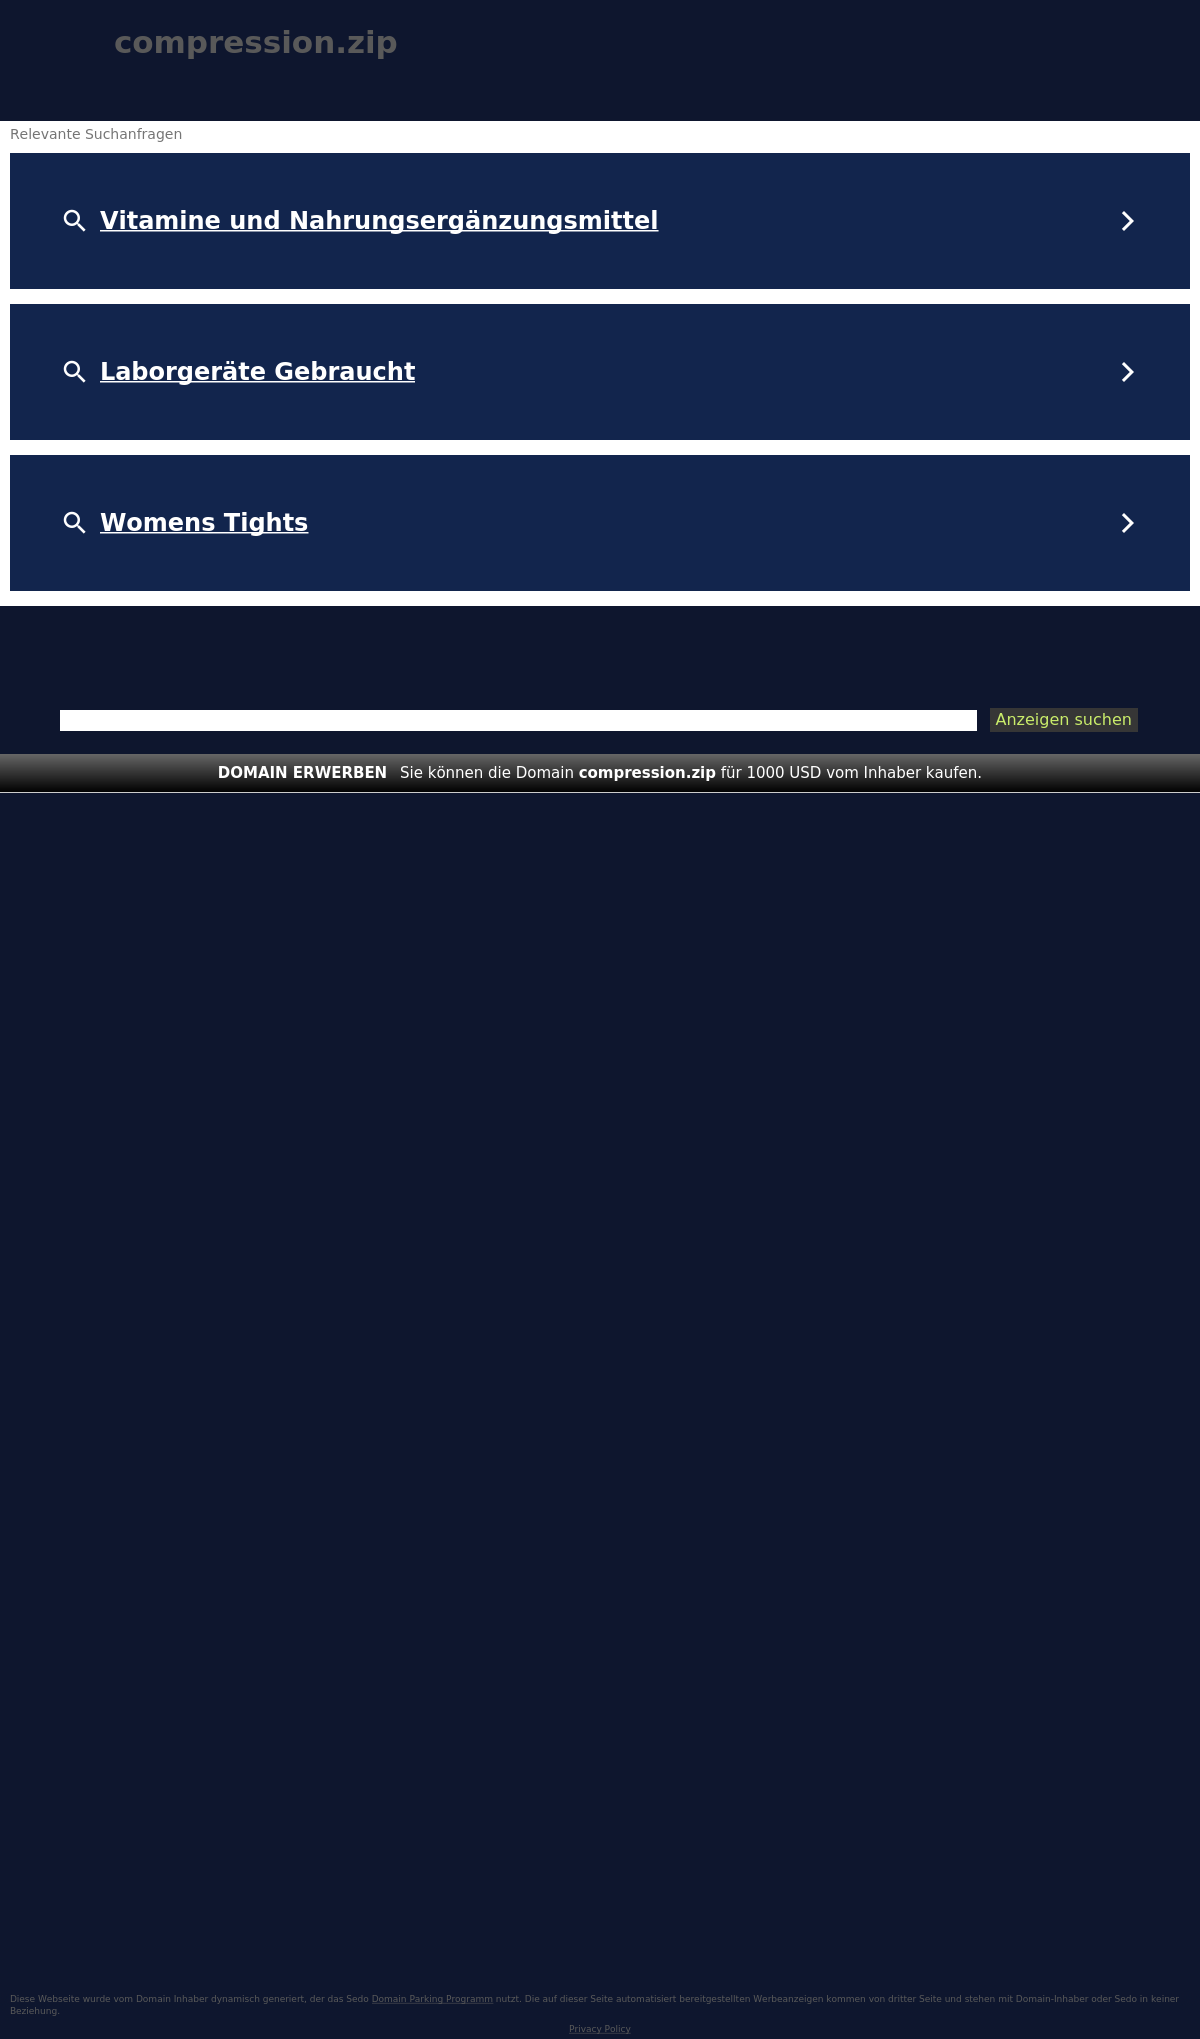 compression.zip
Relevante Suchanfragen
Vitamine und Nahrungsergänzungsmittel
Laborgeräte Gebraucht
Womens Tights
Anzeigen suchen
DOMAIN ERWERBEN Sie können die Domain compression.zip für 1000 USD vom Inhaber kaufen.
Diese Webseite wurde vom Domain Inhaber dynamisch generiert, der das Sedo Domain Parking Programm nutzt. Die auf dieser Seite automatisiert bereitgestellten Werbeanzeigen kommen von dritter Seite und stehen mit Domain-Inhaber oder Sedo in keiner
Beziehung.
Privacy Policy